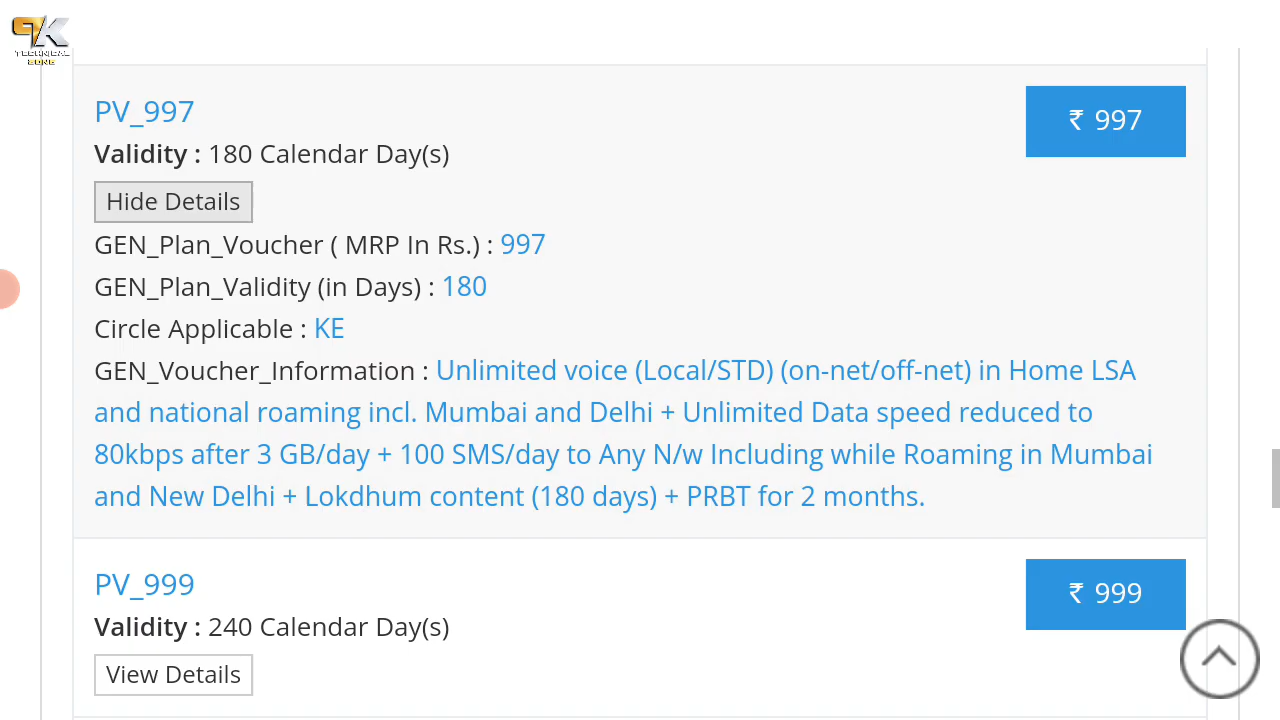 TECHNICAL
SONG
PV_997
₹ 997
Validity : 180 Calendar Day(s)
Hide Details
GEN_Plan_Voucher ( MRP In Rs.) : 997
GEN_Plan_Validity (in Days) : 180
Circle Applicable : KE
GEN_Voucher_Information : Unlimited voice (Local/STD) (on-net/off-net) in Home LSA
and national roaming incl. Mumbai and Delhi + Unlimited Data speed reduced to
80kbps after 3 GB/day + 100 SMS/day to Any N/w Including while Roaming in Mumbai
and New Delhi + Lokdhum content (180 days) + PRBT for 2 months.
PV_999
₹ 999
Validity : 240 Calendar Day(s)
View Details